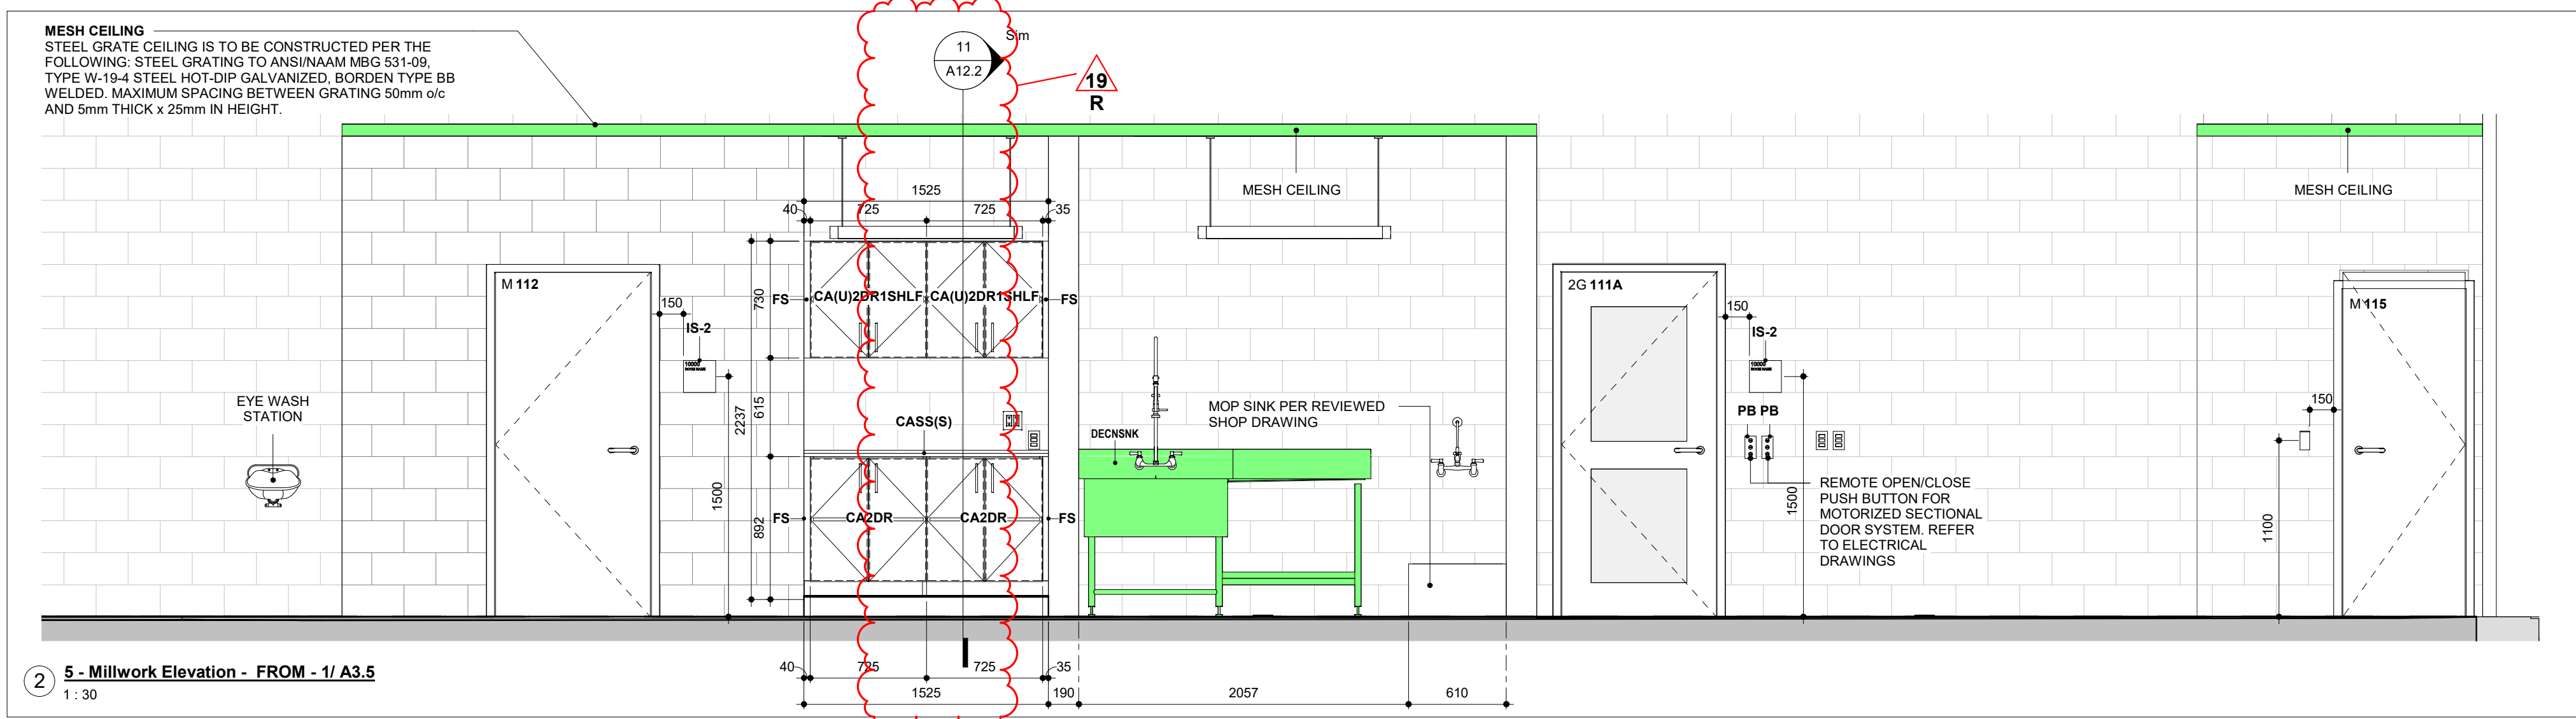 MESH CEILING
STEEL GRATE CEILING IS TO BE CONSTRUCTED PER THE
FOLLOWING: STEEL GRATING TO ANSI/NAAM MBG 531-09,
TYPE W-19-4 STEEL HOT-DIP GALVANIZED, BORDEN TYPE BB
WELDED. MAXIMUM SPACING BETWEEN GRATING 50mm o/c
AND 5mm THICK x 25mm IN HEIGHT.
11
A12.2
Sim
19
R
MESH CEILING
MESH CEILING
1525
40
725
725
35
M 112
150
IS-2
10000
ROOM NAME
EYE WASH
STATION
730
615
2237
892
1500
FS
CA(U)2DR1SHLF
CA(U)2DR1SHLF
FS
CASS(S)
FS
CA2DR
CA2DR
FS
DECNSNK
MOP SINK PER REVIEWED
SHOP DRAWING
2G 111A
150
IS-2
10000
ROOM NAME
PB PB
1500
REMOTE OPEN/CLOSE
PUSH BUTTON FOR
MOTORIZED SECTIONAL
DOOR SYSTEM. REFER
TO ELECTRICAL
DRAWINGS
M 115
150
1100
40
725
725
35
1525
190
2057
610
2
5 - Millwork Elevation - FROM - 1/ A3.5
1 : 30